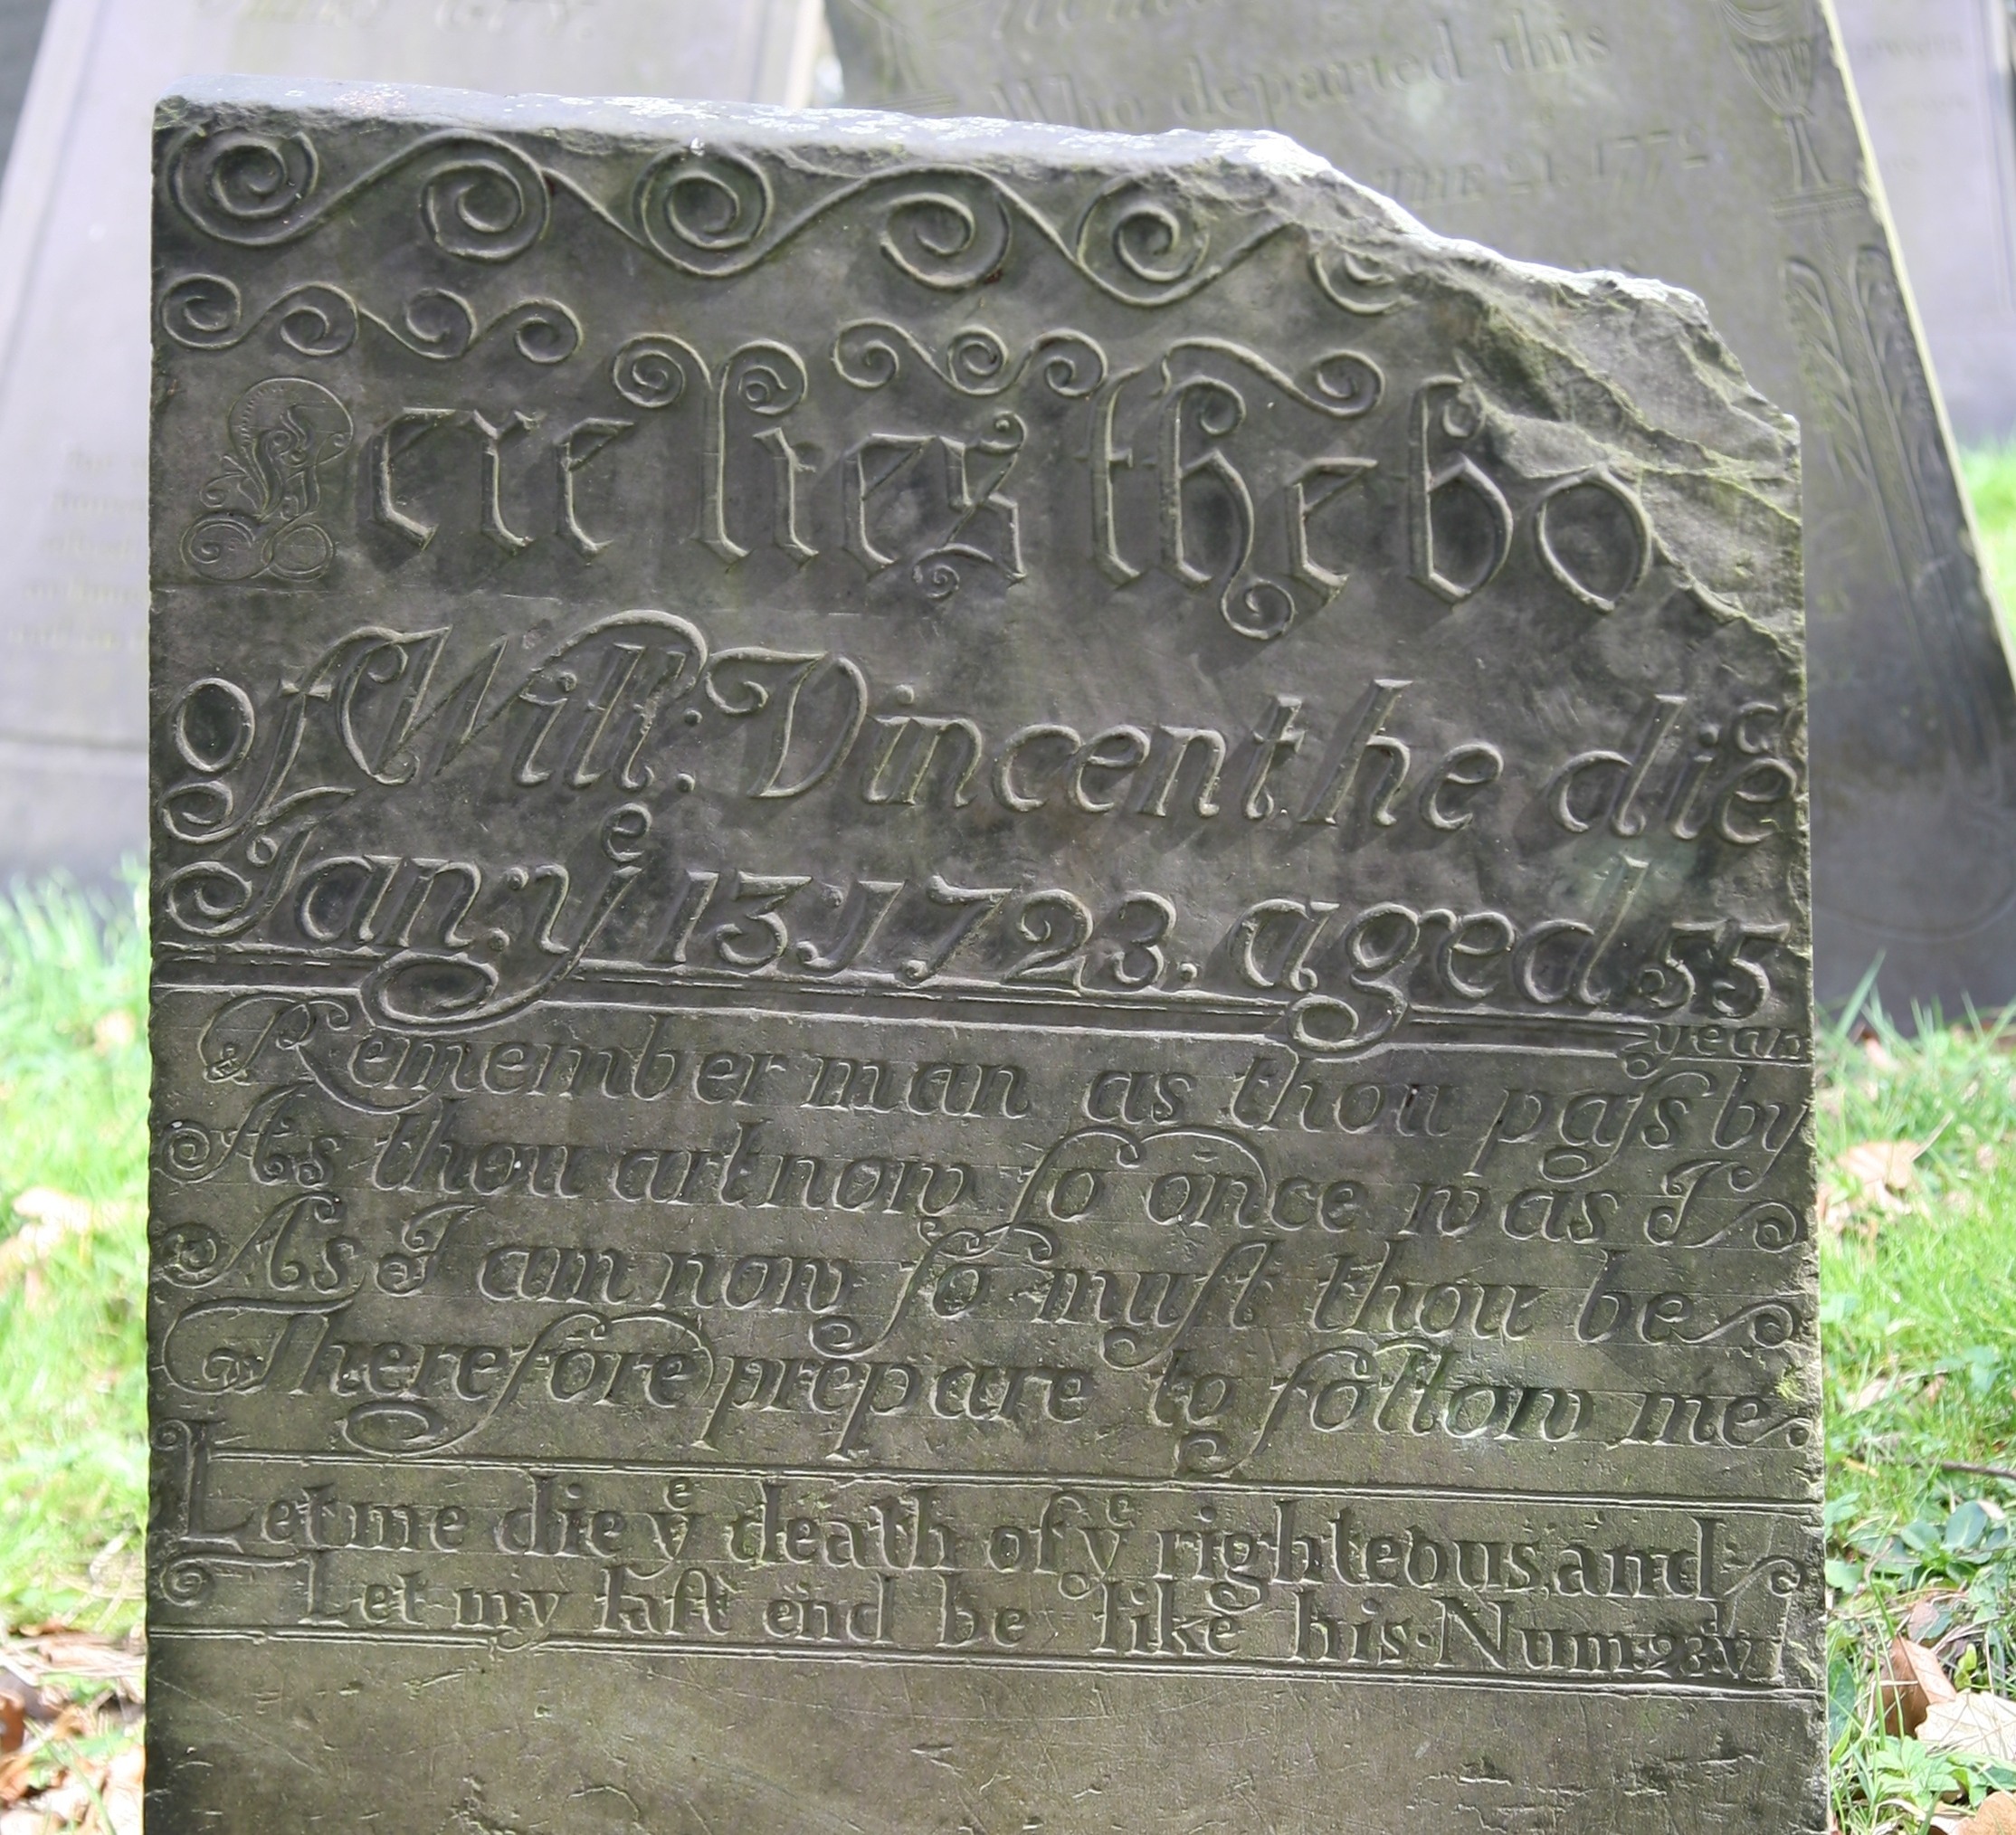 Who departed this
Here lies the bo
of Will: Vincent he die
Jan: yᵉ 13: 1723. aged 55
years
Remember man as thou paſs by
As thou art now ſo once was I
As I am now ſo muſt thou be
Therefore prepare to follow me.
Let me die yᵉ death of yᵉ righteous, and
Let my laſt end be like his. Num: 23: v